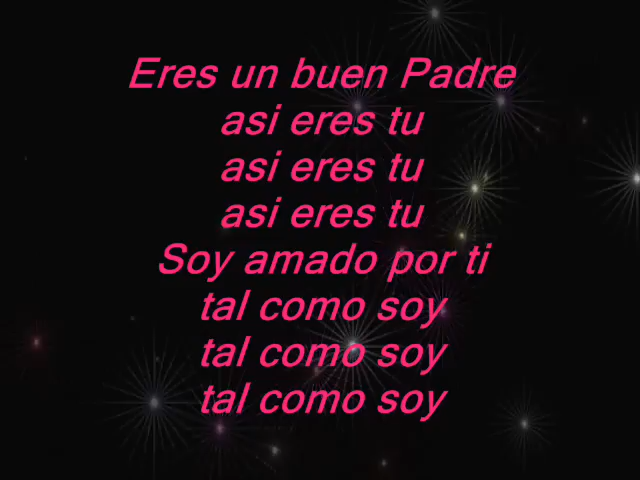 Eres un buen Padre
asi eres tu
asi eres tu
asi eres tu
Soy amado por ti
tal como soy
tal como soy
tal como soy